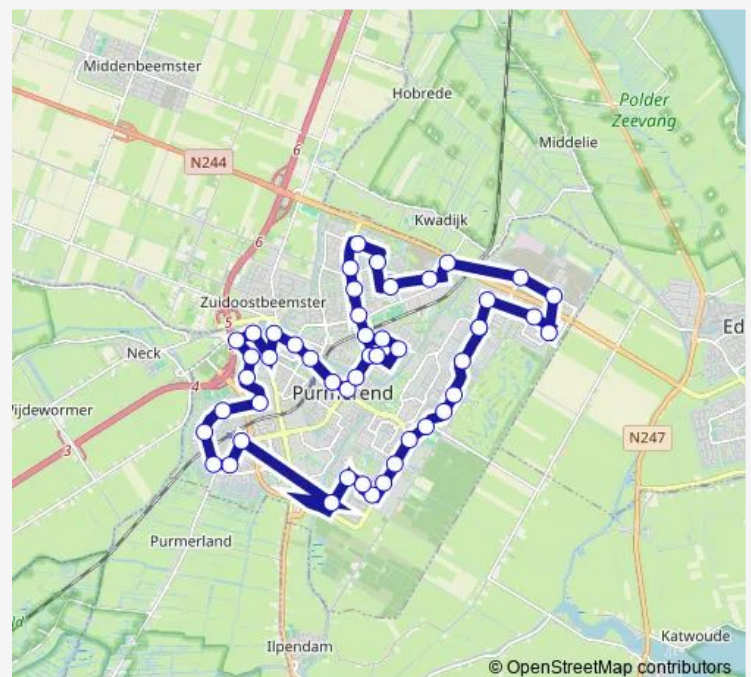 Middenbeemster
Hobrede
Polder
Zeevang
6
Middelie
N244
Kwadijk
6
Zuidoostbeemster
5
Ed
Neck
4
Purmerend
ijdewormer
3
N247
Purmerland
Ilpendam
Katwoude
© OpenStreetMap contributors